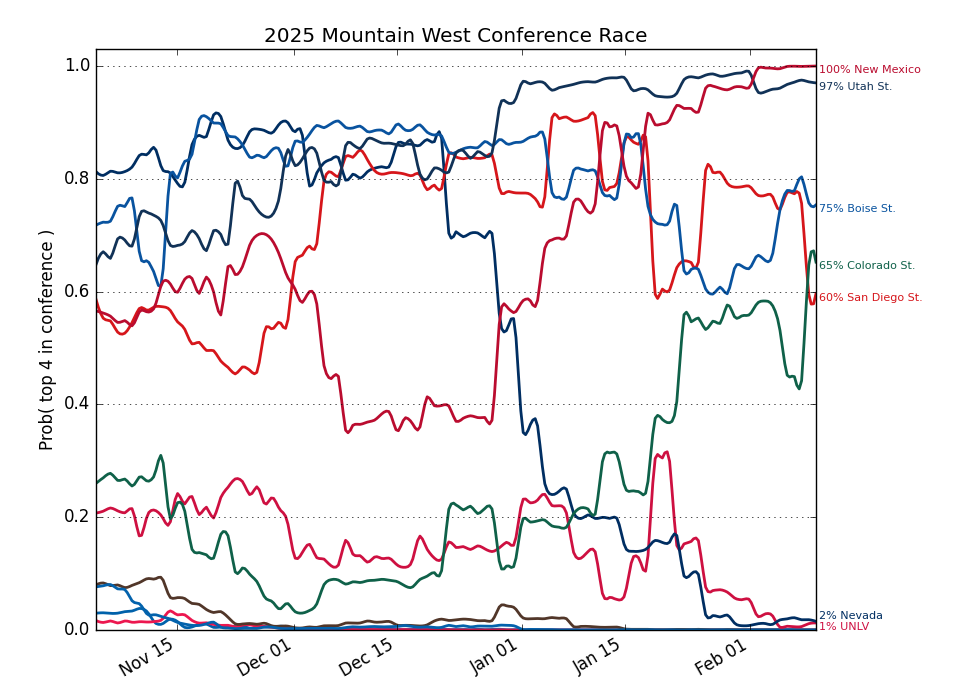 2025 Mountain West Conference Race
Prob( top 4 in conference )
1.0
0.8
0.6
0.4
0.2
0.0
Nov 15
Dec 01
Dec 15
Jan 01
Jan 15
Feb 01
100% New Mexico
97% Utah St.
75% Boise St.
65% Colorado St.
60% San Diego St.
2% Nevada
1% UNLV